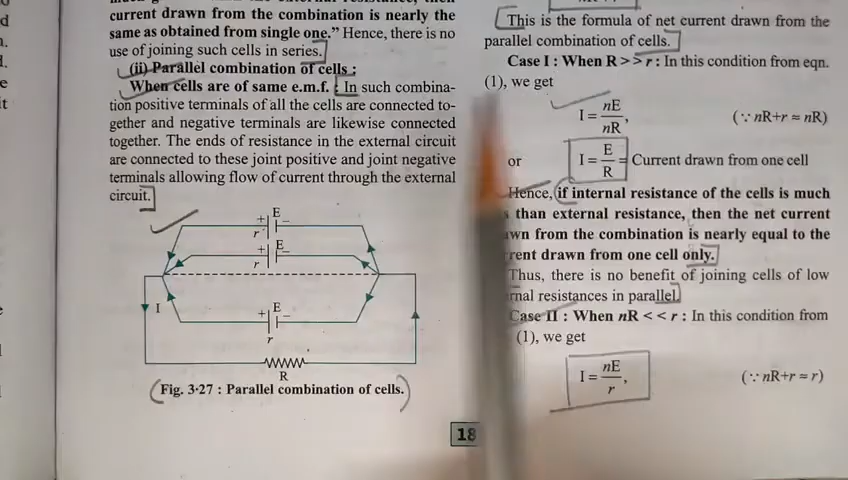 current drawn from the combination is nearly the
same as obtained from single one.” Hence, there is no
use of joining such cells in series.
(ii) Parallel combination of cells :
When cells are of same e.m.f. : In such combina-
tion positive terminals of all the cells are connected to-
gether and negative terminals are likewise connected
together. The ends of resistance in the external circuit
are connected to these joint positive and joint negative
terminals allowing flow of current through the external
circuit.
E
+ −
r
E
+ −
r
I
E
+ −
r
R
Fig. 3·27 : Parallel combination of cells.
This is the formula of net current drawn from the
parallel combination of cells.
Case I : When R > > r : In this condition from eqn.
(1), we get
I = nE/nR, (∵ nR+r ≈ nR)
or I = E/R = Current drawn from one cell
Hence, if internal resistance of the cells is much
than external resistance, then the net current
from the combination is nearly equal to the
from one cell only.
Thus, there is no benefit of joining cells of low
resistances in parallel.
Case II : When nR < < r : In this condition from
(1), we get
I = nE/r, (∵ nR+r ≈ r)
18